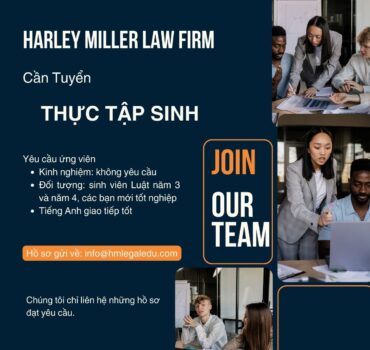 HARLEY MILLER LAW FIRM
Cần Tuyển
THỰC TẬP SINH
Yêu cầu ứng viên
• Kinh nghiệm: không yêu cầu
• Đối tượng: sinh viên Luật năm 3
và năm 4, các bạn mới tốt nghiệp
• Tiếng Anh giao tiếp tốt
JOIN
OUR
TEAM
Hồ sơ gửi về: info@hmlegaledu.com
Chúng tôi chỉ liên hệ những hồ sơ
đạt yêu cầu.